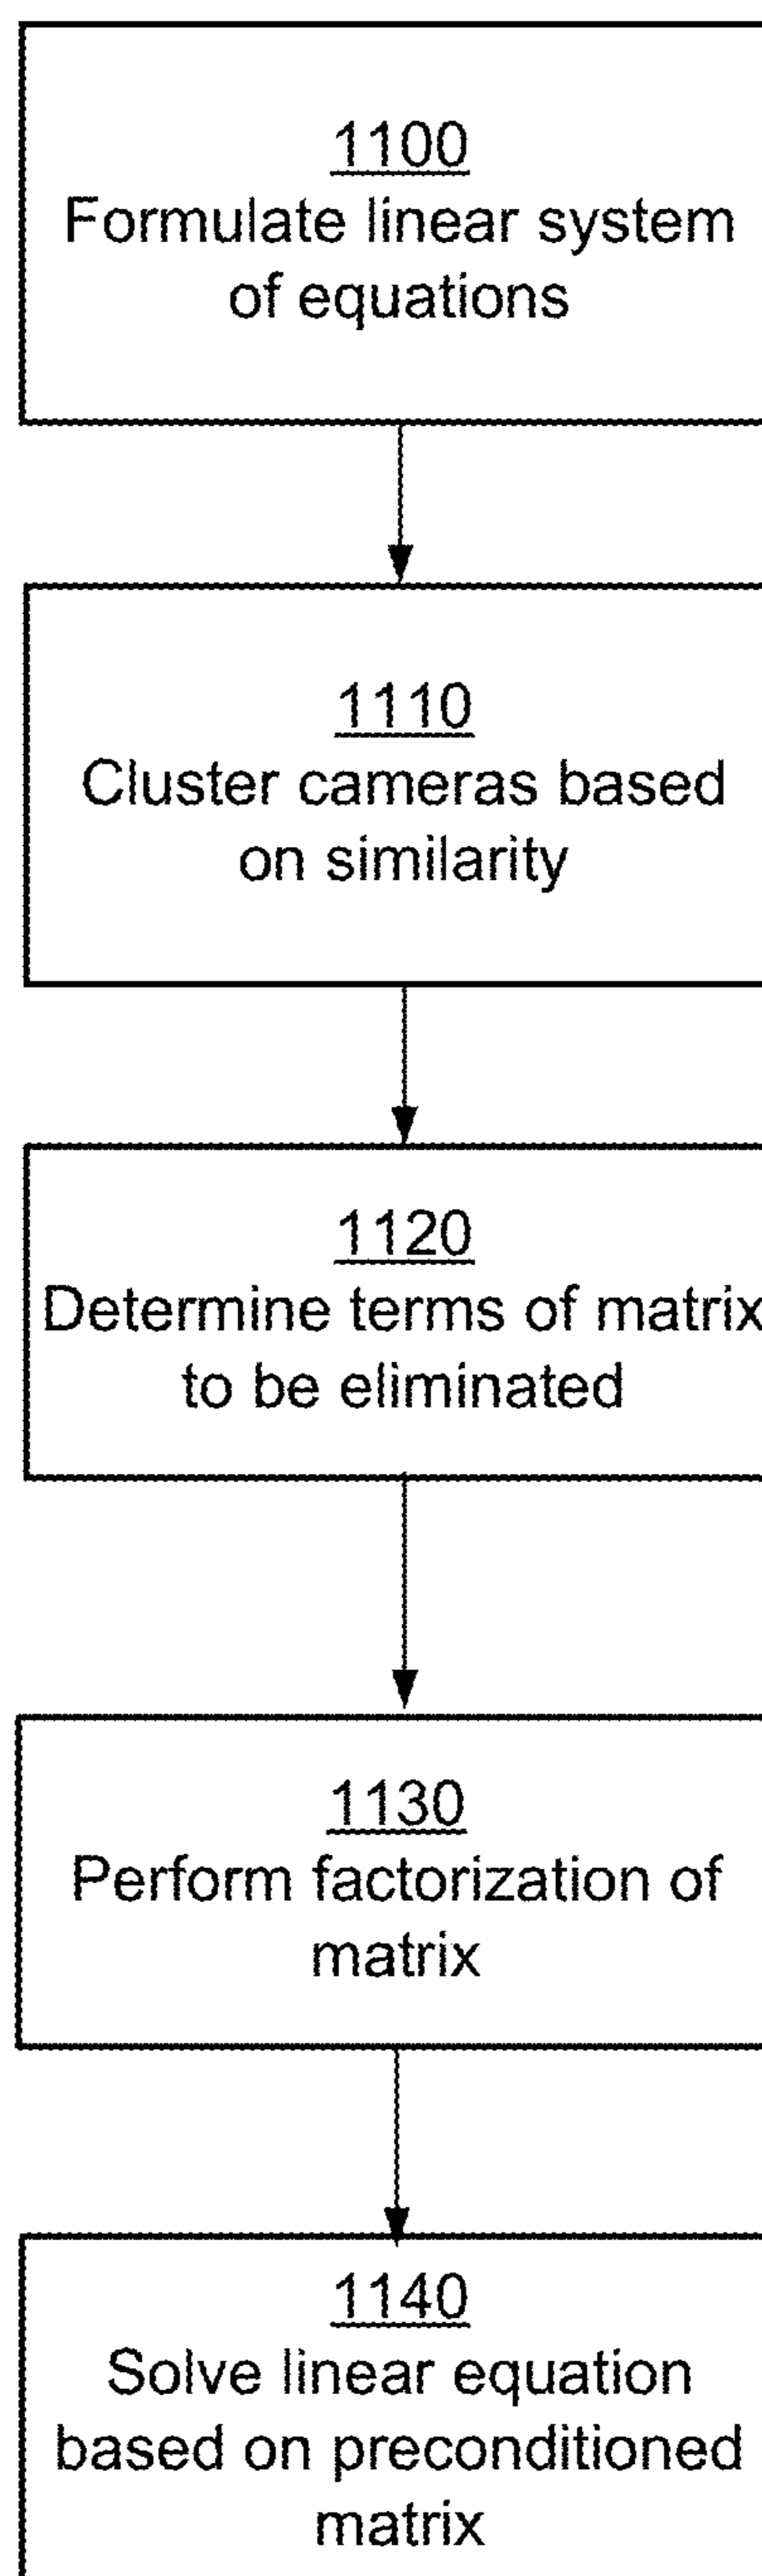 1100
Formulate linear system
of equations
1110
Cluster cameras based
on similarity
1120
Determine terms of matrix
to be eliminated
1130
Perform factorization of
matrix
1140
Solve linear equation
based on preconditioned
matrix